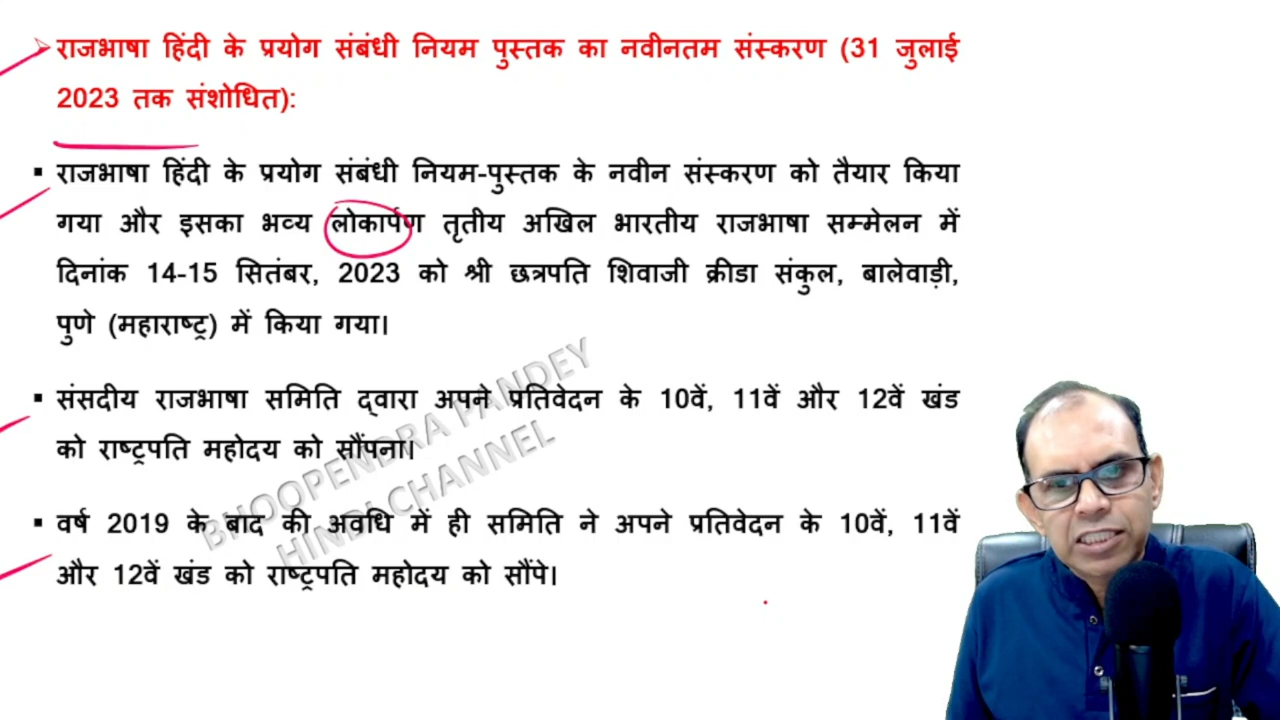 राजभाषा हिंदी के प्रयोग संबंधी नियम पुस्तक का नवीनतम संस्करण (31 जुलाई
2023 तक संशोधित):
राजभाषा हिंदी के प्रयोग संबंधी नियम-पुस्तक के नवीन संस्करण को तैयार किया
गया और इसका भव्य लोकार्पण तृतीय अखिल भारतीय राजभाषा सम्मेलन में
दिनांक 14-15 सितंबर, 2023 को श्री छत्रपति शिवाजी क्रीडा संकुल, बालेवाड़ी,
पुणे (महाराष्ट्र) में किया गया।
संसदीय राजभाषा समिति द्वारा अपने प्रतिवेदन के 10वें, 11वें और 12वें खंड
को राष्ट्रपति महोदय को सौंपना।
वर्ष 2019 के बाद की अवधि में ही समिति ने अपने प्रतिवेदन के 10वें, 11वें
और 12वें खंड को राष्ट्रपति महोदय को सौंपे।
BHOOPENDRA PANDEY
HINDI CHANNEL